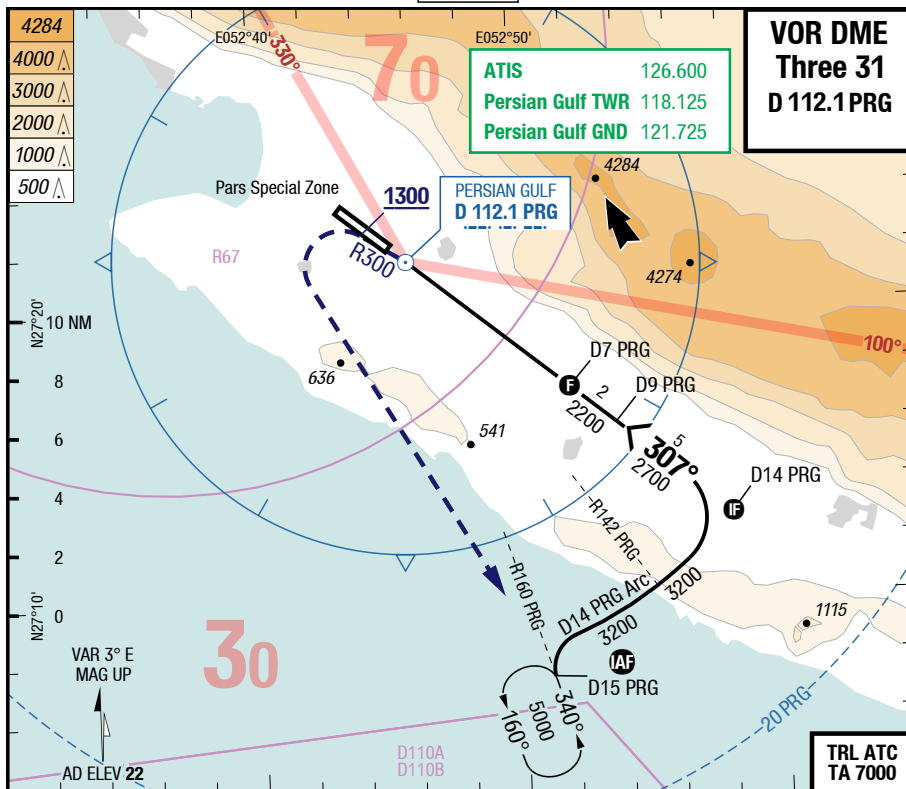 4284
4000
3000
2000
1000
500
E052°40'
E052°50'
330°
70
ATIS 126.600
Persian Gulf TWR 118.125
Persian Gulf GND 121.725
VOR DME
Three 31
D 112.1 PRG
4284
Pars Special Zone
1300
PERSIAN GULF
D 112.1 PRG
R67
R300
4274
N27°20'
10 NM
100°
D7 PRG
F
2
D9 PRG
636
8
2200
541
6
5
307°
2700
D14 PRG
IF
4
R142 PRG
2
R160 PRG
D14 PRG Arc
3200
3200
N27°10'
0
1115
VAR 3° E
MAG UP
30
IAF
D15 PRG
160°
5000
340°
20 PRG
D110A
D110B
AD ELEV 22
TRL ATC
TA 7000